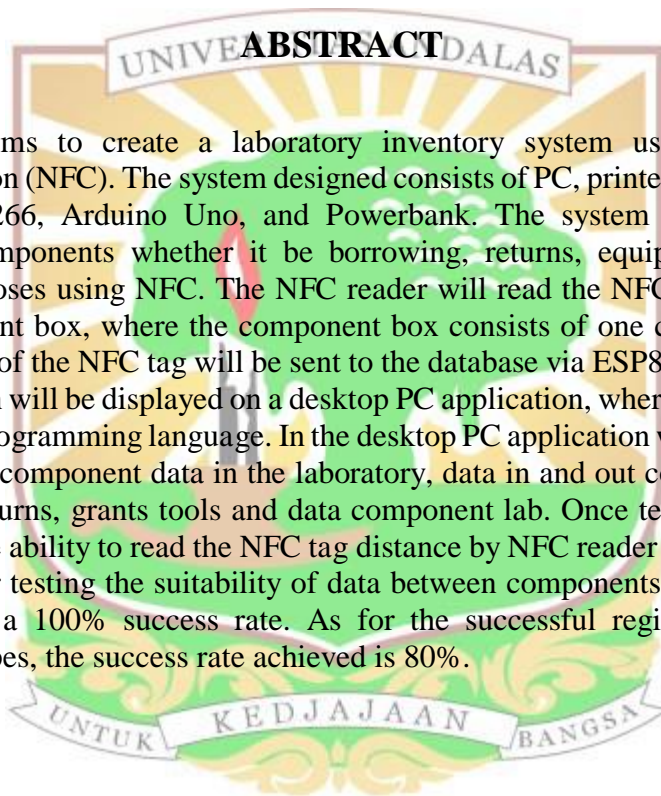 UNIVE ABSTRACT DALAS
ms to create a laboratory inventory system us
on (NFC). The system designed consists of PC, printe
266, Arduino Uno, and Powerbank. The system
mponents whether it be borrowing, returns, equip
oses using NFC. The NFC reader will read the NFC
nt box, where the component box consists of one c
of the NFC tag will be sent to the database via ESP8
n will be displayed on a desktop PC application, wher
rogramming language. In the desktop PC application w
component data in the laboratory, data in and out co
urns, grants tools and data component lab. Once te
e ability to read the NFC tag distance by NFC reader
r testing the suitability of data between components
a 100% success rate. As for the successful regi
pes, the success rate achieved is 80%.
UNTUK KEDJAJAAN BANGSA